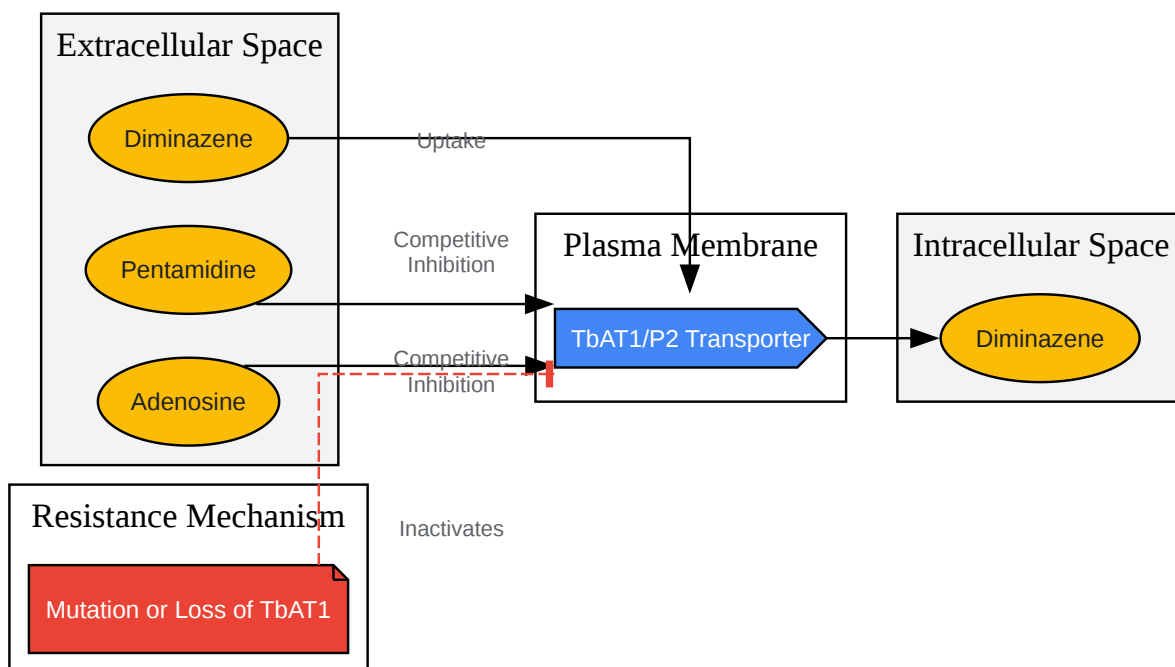 Extracellular Space
Diminazene
Uptake
Pentamidine
Competitive
Inhibition
Plasma Membrane
Intracellular Space
TbAT1/P2 Transporter
Diminazene
Adenosine
Competitive
Inhibition
Resistance Mechanism
Inactivates
Mutation or Loss of TbAT1